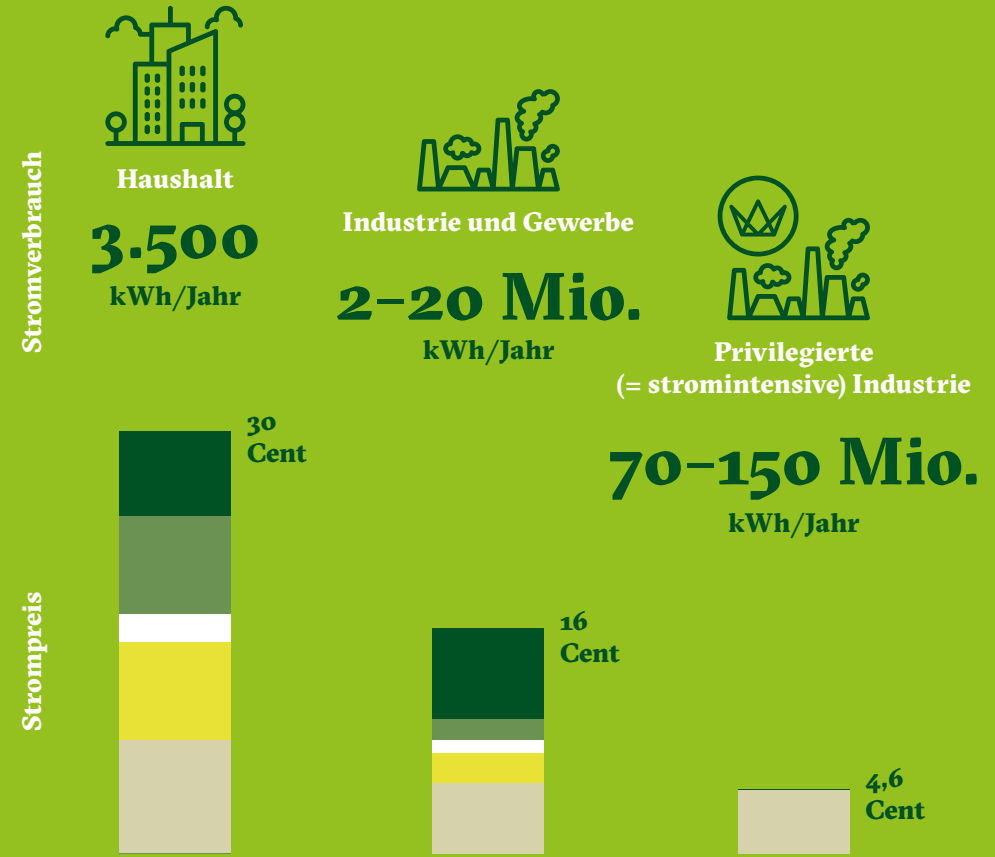 Stromverbrauch
Haushalt
3.500
kWh/Jahr
Industrie und Gewerbe
2–20 Mio.
kWh/Jahr
Privilegierte
(= stromintensive) Industrie
70–150 Mio.
kWh/Jahr
Strompreis
30
Cent
16
Cent
4,6
Cent